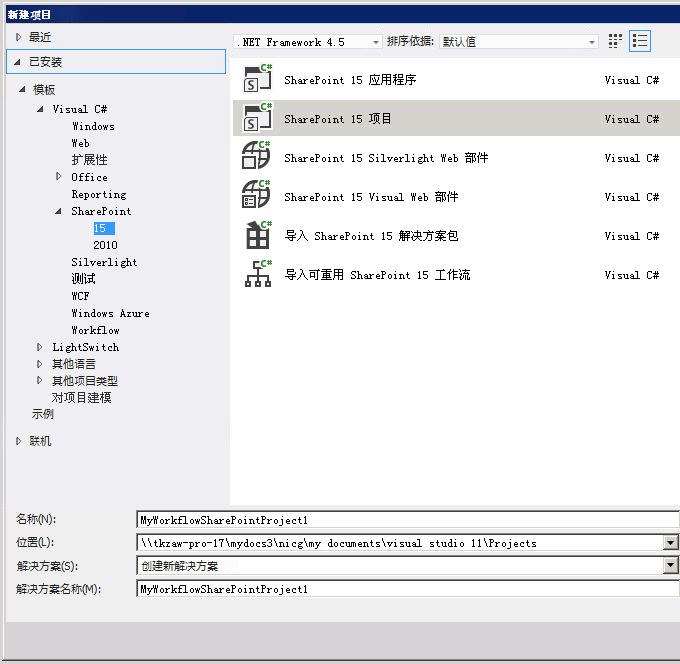 新建项目
最近
已安装
模板
Visual C#
Windows
Web
扩展性
Office
Reporting
SharePoint
15
2010
Silverlight
测试
WCF
Windows Azure
Workflow
LightSwitch
其他语言
其他项目类型
对项目建模
示例
联机
.NET Framework 4.5 排序依据: 默认值
SharePoint 15 应用程序 Visual C#
SharePoint 15 项目 Visual C#
SharePoint 15 Silverlight Web 部件 Visual C#
SharePoint 15 Visual Web 部件 Visual C#
导入 SharePoint 15 解决方案包 Visual C#
导入可重用 SharePoint 15 工作流 Visual C#
名称(N): MyWorkflowSharePointProject1
位置(L): \\tkzaw-pro-17\mydocs3\nicg\my documents\visual studio 11\Projects
解决方案(S): 创建新解决方案
解决方案名称(M): MyWorkflowSharePointProject1